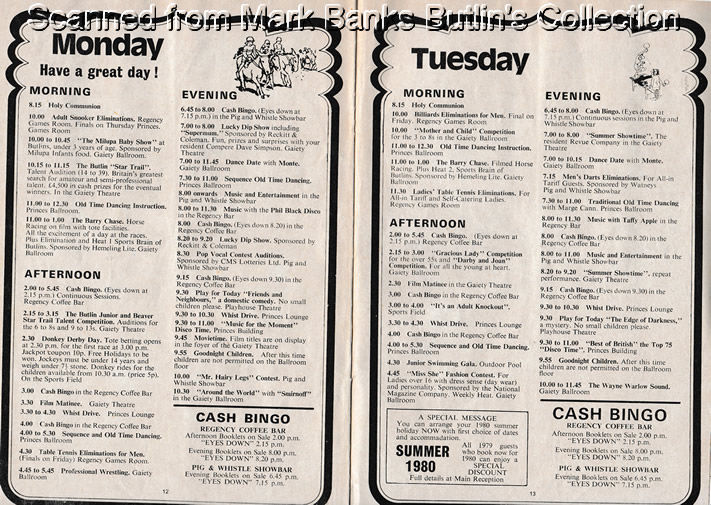 Scanned from Mark Banks Butlin's Collection
Monday
Have a great day !
MORNING
8.15 Holy Communion
10.00 Adult Snooker Eliminations. Regency
Games Room. Finals on Thursday Princes
Games Room
10.00 to 10.45 "The Milupa Baby Show" at
Butlins, under 3 years of age. Sponsored by
Milupa Infants food. Gaiety Ballroom.
10.15 to 11.15 The Butlin "Star Trail".
Talent Audition (14 to 39). Britain's greatest
search for amateur and semi-professional
talent. £4,500 in cash prizes for the eventual
winners. In the Gaiety Theatre
11.00 to 12.30 Old Time Dancing Instruction.
Princes Ballroom.
11.00 to 1.00 The Barry Chase. Horse
Racing on film with tote facilities.
All the excitement of a day at the races.
Plus Elimination and Heat 1 Sports Brain of
Butlins. Sponsored by Hemeling Lite. Gaiety
Ballroom
AFTERNOON
2.00 to 5.45 Cash Bingo. (Eyes down at
2.15 p.m.) Continuous Sessions.
Regency Coffee Bar
2.15 to 3.15 The Butlin Junior and Beaver
Star Trail Talent Competition. Auditions for
the 6 to 8s and 9 to 13s. Gaiety Theatre
2.30 Donkey Derby Day. Tote betting opens
at 2.30 p.m. for the first race at 3.00 p.m.
Jackpot coupon 10p. Free Holidays to be
won. Jockeys must be under 14 years and
weigh under 7½ stone. Donkey rides for the
children available from 10.30 a.m. (price 5p).
On the Sports Field
3.00 Cash Bingo in the Regency Coffee Bar
3.30 Film Matinee. Gaiety Theatre
3.30 to 4.30 Whist Drive. Princes Lounge
4.00 Cash Bingo in the Regency Coffee Bar
4.00 to 5.30 Sequence and Old Time Dancing.
Princes Ballroom
4.30 Table Tennis Eliminations for Men.
(Finals on Friday) Regency Games Room.
4.45 to 5.45 Professional Wrestling. Gaiety
Ballroom
EVENING
6.45 to 8.00 Cash Bingo. (Eyes down at
7.15 p.m.) in the Pig and Whistle Showbar
7.00 to 8.00 Lucky Dip Show including
"Supermum." Sponsored by Reckitt &
Coleman. Fun, prizes and surprises with your
resident Compere Dave Simpson. Gaiety
Theatre
7.00 to 11.45 Dance Date with Monte.
Gaiety Ballroom
7.30 to 11.00 Sequence Old Time Dancing.
Princes Ballroom
8.00 onwards Music and Entertainment in the
Pig and Whistle Showbar
8.00 to 11.30 Music with the Phil Black Disco
in the Regency Bar
8.00 Cash Bingo. (Eyes down 8.20) in the
Regency Coffee Bar
8.20 to 9.20 Lucky Dip Show. Sponsored by
Reckitt & Coleman
8.30 Pop Vocal Contest Auditions.
Sponsored by CMS Lotteries Ltd. Pig and
Whistle Showbar
9.15 Cash Bingo. (Eyes down 9.30) in the
Regency Coffee Bar
9.30 Play for Today "Friends and
Neighbours," a domestic comedy. No small
children please. Playhouse Theatre
9.30 to 10.30 Whist Drive. Princes Lounge
9.30 to 11.00 "Music for the Moment"
Disco Time. Princes Building
9.45 Movietime. Film titles are on display
in the foyer of the Gaiety Theatre
9.55 Goodnight Children. After this time
children are not permitted on the Ballroom
floor
10.00 "Mr. Hairy Legs" Contest. Pig and
Whistle Showbar
10.30 "Around the World" with "Smirnoff"
in the Gaiety Ballroom
CASH BINGO
REGENCY COFFEE BAR
Afternoon Booklets on Sale 2.00 p.m.
"EYES DOWN" 2.15 p.m.
Evening Booklets on Sale 8.00 p.m.
"EYES DOWN" 8.20 p.m.
PIG & WHISTLE SHOWBAR
Evening Booklets on Sale 6.45 p.m.
"EYES DOWN" 7.15 p.m.
12
Tuesday
MORNING
8.15 Holy Communion
10.00 Billiards Eliminations for Men. Final on
Friday. Regency Games Room.
10.00 "Mother and Child" Competition
for the 3 to 8s in the Gaiety Ballroom
11.00 to 12.30 Old Time Dancing Instruction.
Princes Ballroom
11.00 to 1.00 The Barry Chase. Filmed Horse
Racing. Plus Heat 2, Sports Brain of
Butlins. Sponsored by Hemeling Lite. Gaiety
Ballroom
11.30 Ladies' Table Tennis Eliminations. For
All-in Tariff and Self-Catering Ladies.
Regency Games Room
AFTERNOON
2.00 to 5.45 Cash Bingo. (Eyes down at
2.15 p.m.) Regency Coffee Bar
2.15 to 3.00 "Gracious Lady" Competition
for the over 55s and "Darby and Joan"
Competition. For all the young at heart.
Gaiety Ballroom
2.30 Film Matinee in the Gaiety Theatre
3.00 Cash Bingo in the Regency Coffee Bar
3.00 to 4.00 "It's an Adult Knockout".
Sports Field
3.30 to 4.30 Whist Drive. Princes Lounge
4.00 Cash Bingo in the Regency Coffee Bar
4.00 to 5.30 Sequence and Old Time Dancing.
Princes Ballroom
4.30 Junior Swimming Gala. Outdoor Pool
4.45 "Miss She" Fashion Contest. For
Ladies over 16 with dress sense (day wear)
and personality. Sponsored by the National
Magazine Company. Weekly Heat. Gaiety
Ballroom
A SPECIAL MESSAGE
You can arrange your 1980 summer
holiday NOW with first choice of dates
and accommodation.
SUMMER
1980
All 1979 guests
who book now for
1980 can enjoy a
SPECIAL
DISCOUNT
Full details at Main Reception
EVENING
6.45 to 8.00 Cash Bingo. (Eyes down at
7.15 p.m.) Continuous sessions in the Pig and
Whistle Showbar
7.00 to 8.00 "Summer Showtime". The
resident Revue Company in the Gaiety
Theatre
7.00 to 10.15 Dance Date with Monte.
Gaiety Ballroom
7.15 Men's Darts Eliminations. For All-in
Tariff Guests. Sponsored by Watneys
Pig and Whistle Showbar
7.30 to 11.00 Traditional Old Time Dancing
with Marge Cann. Princes Ballroom
8.00 to 11.30 Music with Taffy Apple in the
Regency Bar
8.00 Cash Bingo. (Eyes down 8.20) in the
Regency Coffee Bar
8.00 to 11.00 Music and Entertainment in the
Pig and Whistle Showbar
8.20 to 9.20 "Summer Showtime". repeat
performance. Gaiety Theatre
9.15 Cash Bingo. (Eyes down 9.30) in the
Regency Coffee Bar
9.30 to 10.30 Whist Drive. Princes Lounge
9.30 Play for Today "The Edge of Darkness,"
a mystery. No small children please.
Playhouse Theatre
9.30 to 11.00 "Best of British" the Top 75
"Disco Time". Princes Building
9.55 Goodnight Children. After this time
children are not permitted on the Ballroom
floor
10.00 to 11.45 The Wayne Warlow Sound.
Gaiety Ballroom
CASH BINGO
REGENCY COFFEE BAR
Afternoon Booklets on Sale 2.00 p.m.
"EYES DOWN" 2.15 p.m.
Evening Booklets on Sale 8.00 p.m.
"EYES DOWN" 8.20 p.m.
PIG & WHISTLE SHOWBAR
Evening Booklets on Sale 6.45 p.m.
"EYES DOWN" 7.15 p.m.
13